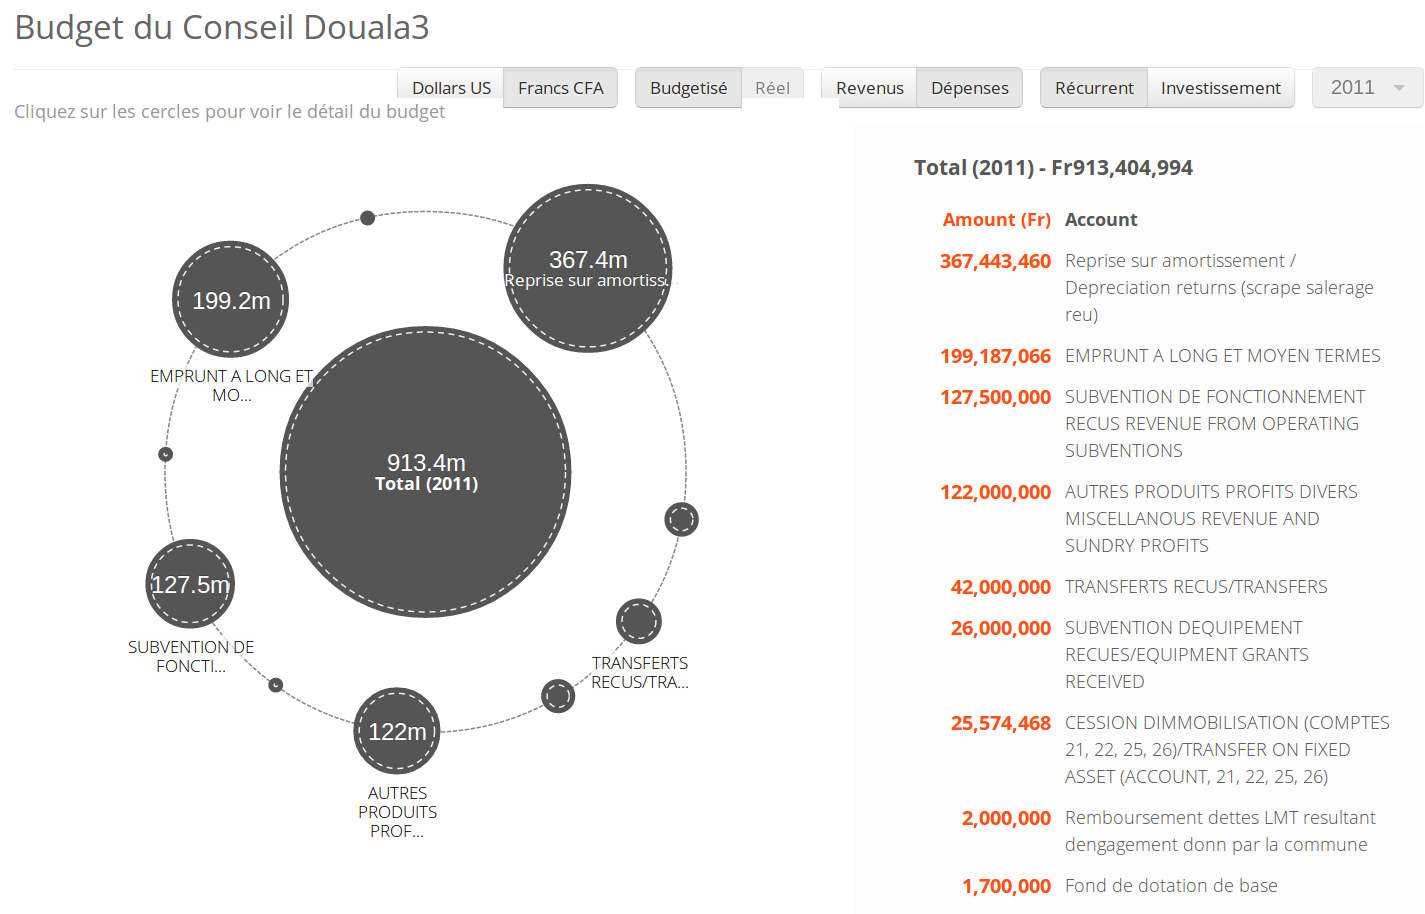 Budget du Conseil Douala3
Dollars US Francs CFA Budgetisé Réel Revenus Dépenses Récurrent Investissement 2011
Cliquez sur les cercles pour voir le détail du budget
367.4m
Reprise sur amortiss...
199.2m
EMPRUNT A LONG ET
MO...
913.4m
Total (2011)
127.5m
SUBVENTION DE
FONCTI...
TRANSFERTS
RECUS/TRA...
122m
AUTRES
PRODUITS
PROF...
Total (2011) - Fr913,404,994
Amount (Fr) Account
367,443,460 Reprise sur amortissement /
Depreciation returns (scrape salerage
reu)
199,187,066 EMPRUNT A LONG ET MOYEN TERMES
127,500,000 SUBVENTION DE FONCTIONNEMENT
RECUS REVENUE FROM OPERATING
SUBVENTIONS
122,000,000 AUTRES PRODUITS PROFITS DIVERS
MISCELLANOUS REVENUE AND
SUNDRY PROFITS
42,000,000 TRANSFERTS RECUS/TRANSFERS
26,000,000 SUBVENTION DEQUIPEMENT
RECUES/EQUIPMENT GRANTS
RECEIVED
25,574,468 CESSION DIMMOBILISATION (COMPTES
21, 22, 25, 26)/TRANSFER ON FIXED
ASSET (ACCOUNT, 21, 22, 25, 26)
2,000,000 Remboursement dettes LMT resultant
dengagement donn par la commune
1,700,000 Fond de dotation de base